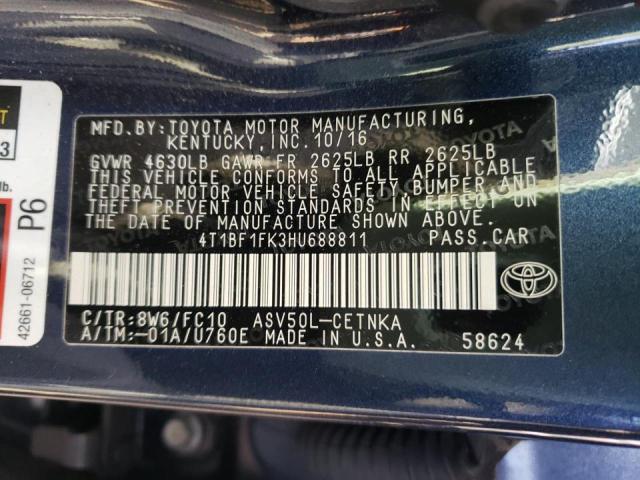 MFD.BY:TOYOTA MOTOR MANUFACTURING,
KENTUCKY,INC.10/16
GVWR 4630LB GAWR FR 2625LB RR 2625LB
THIS VEHICLE CONFORMS TO ALL APPLICABLE
FEDERAL MOTOR VEHICLE SAFETY, BUMPER, AND
THEFT PREVENTION STANDARDS IN EFFECT ON
THE DATE OF MANUFACTURE SHOWN ABOVE.
4T1BF1FK3HU688811 PASS.CAR
C/TR:8W6/FC10 ASV50L-CETNKA
A/TM:-01A/U760E MADE IN U.S.A. 58624
3
lb.
P6
42661-06712